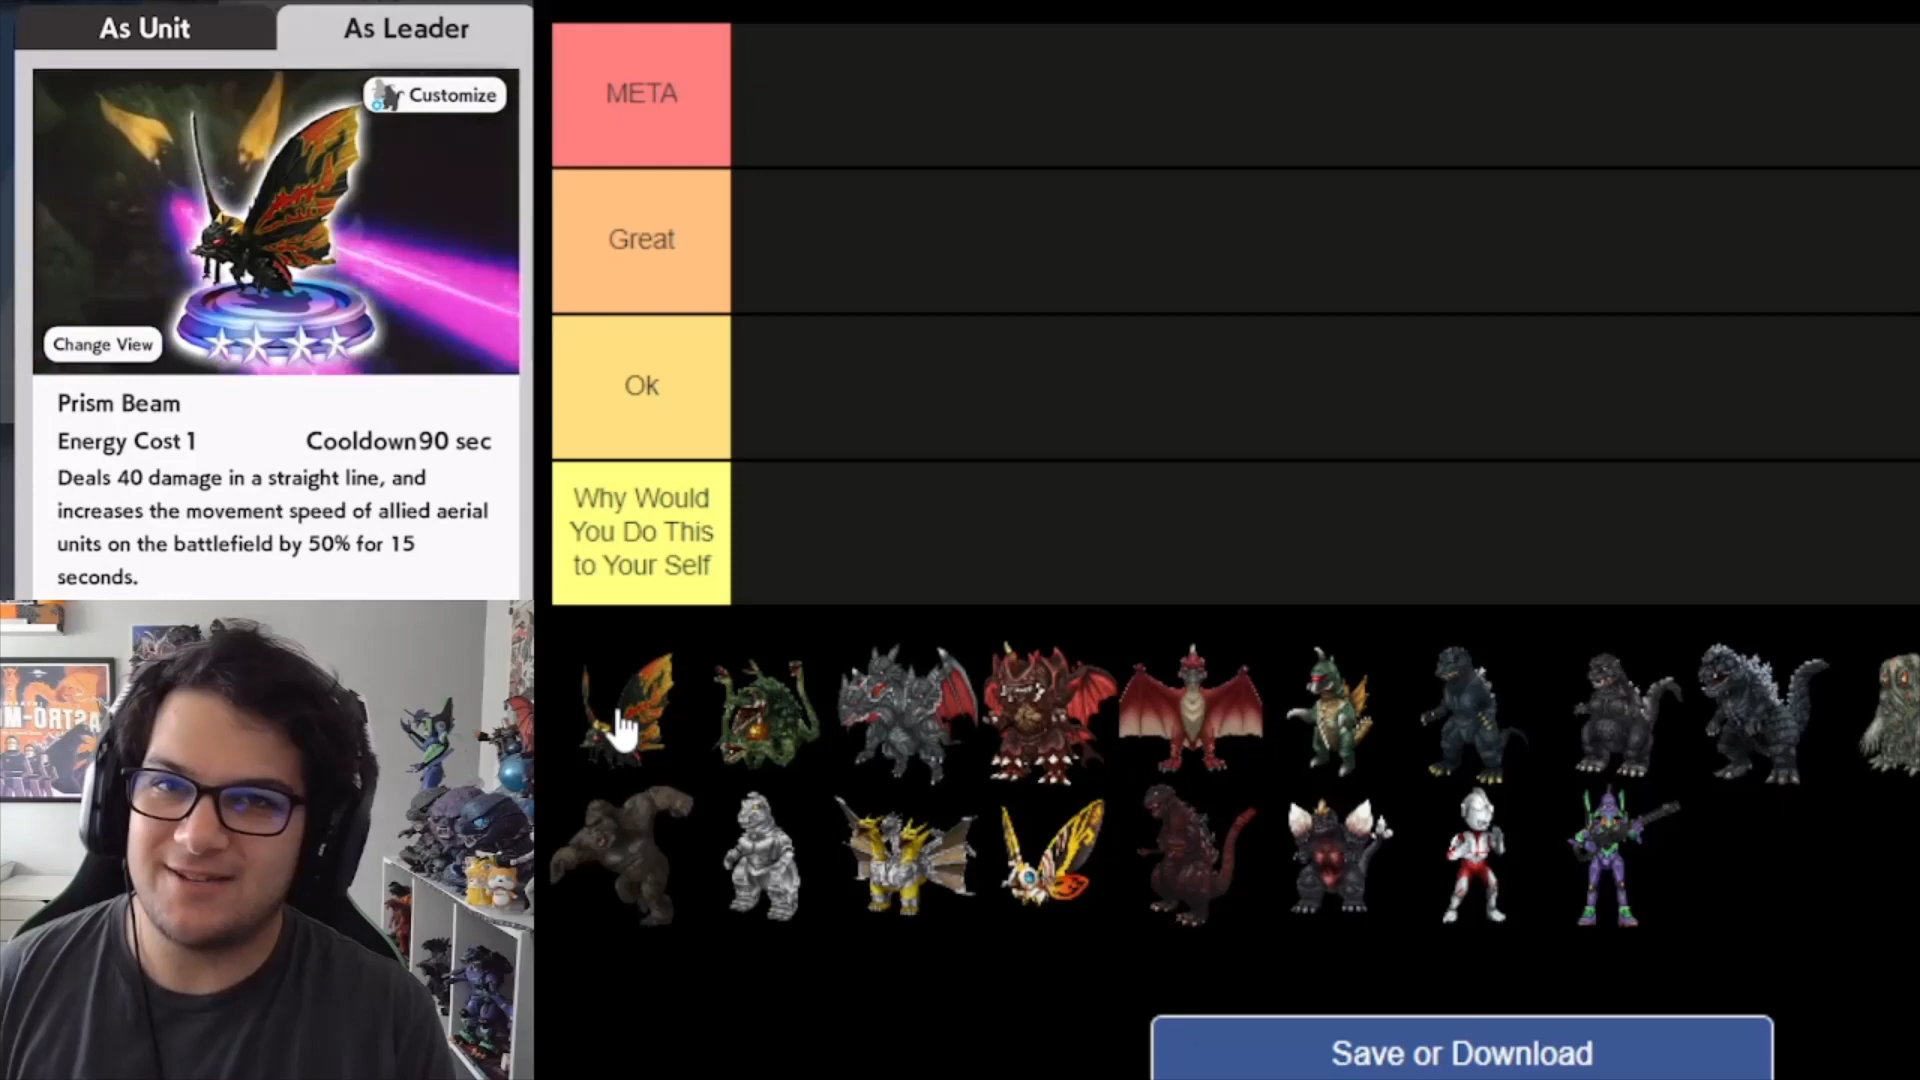 As Unit
As Leader
Customize
Change View
Prism Beam
Energy Cost 1
Cooldown 90 sec
Deals 40 damage in a straight line, and
increases the movement speed of allied aerial
units on the battlefield by 50% for 15
seconds.
META
Great
Ok
Why Would
You Do This
to Your Self
Save or Download